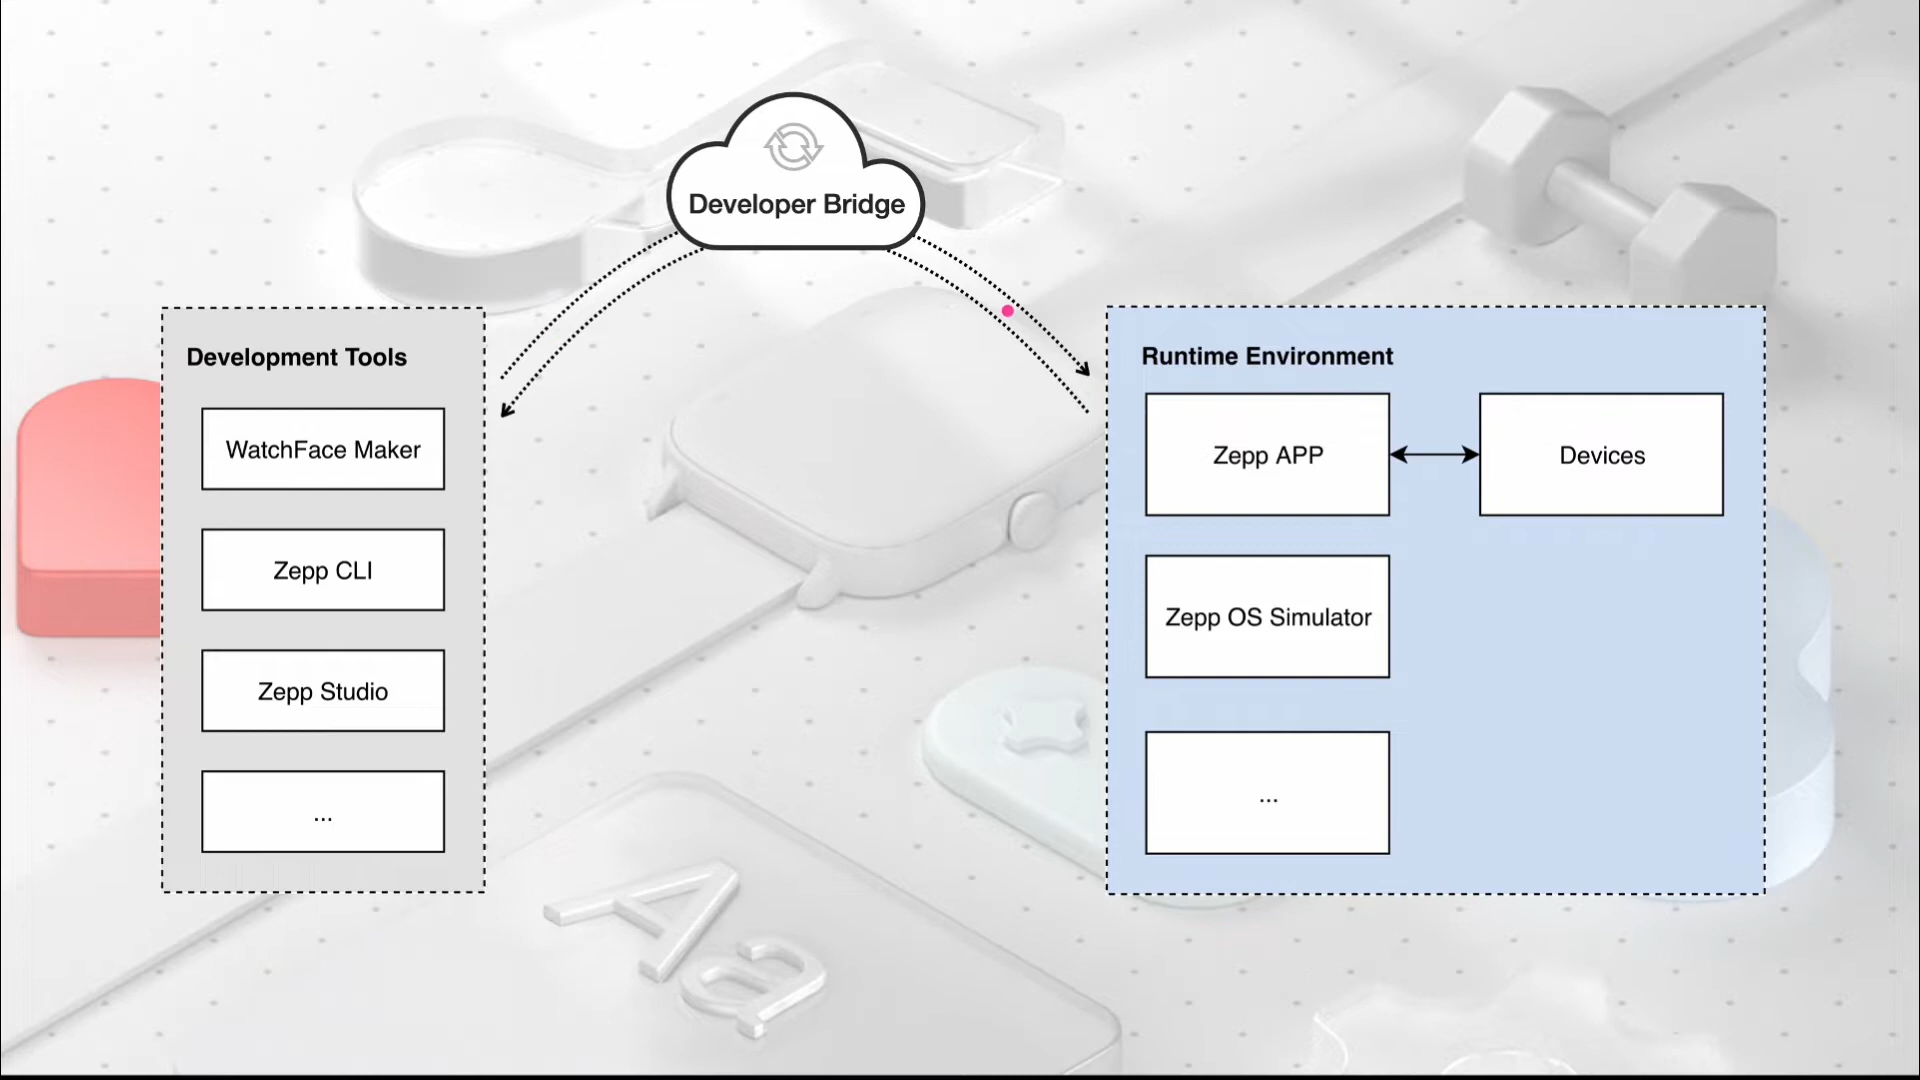 Developer Bridge
Development Tools
WatchFace Maker
Zepp CLI
Zepp Studio
...
Runtime Environment
Zepp APP
Devices
Zepp OS Simulator
...
Aa